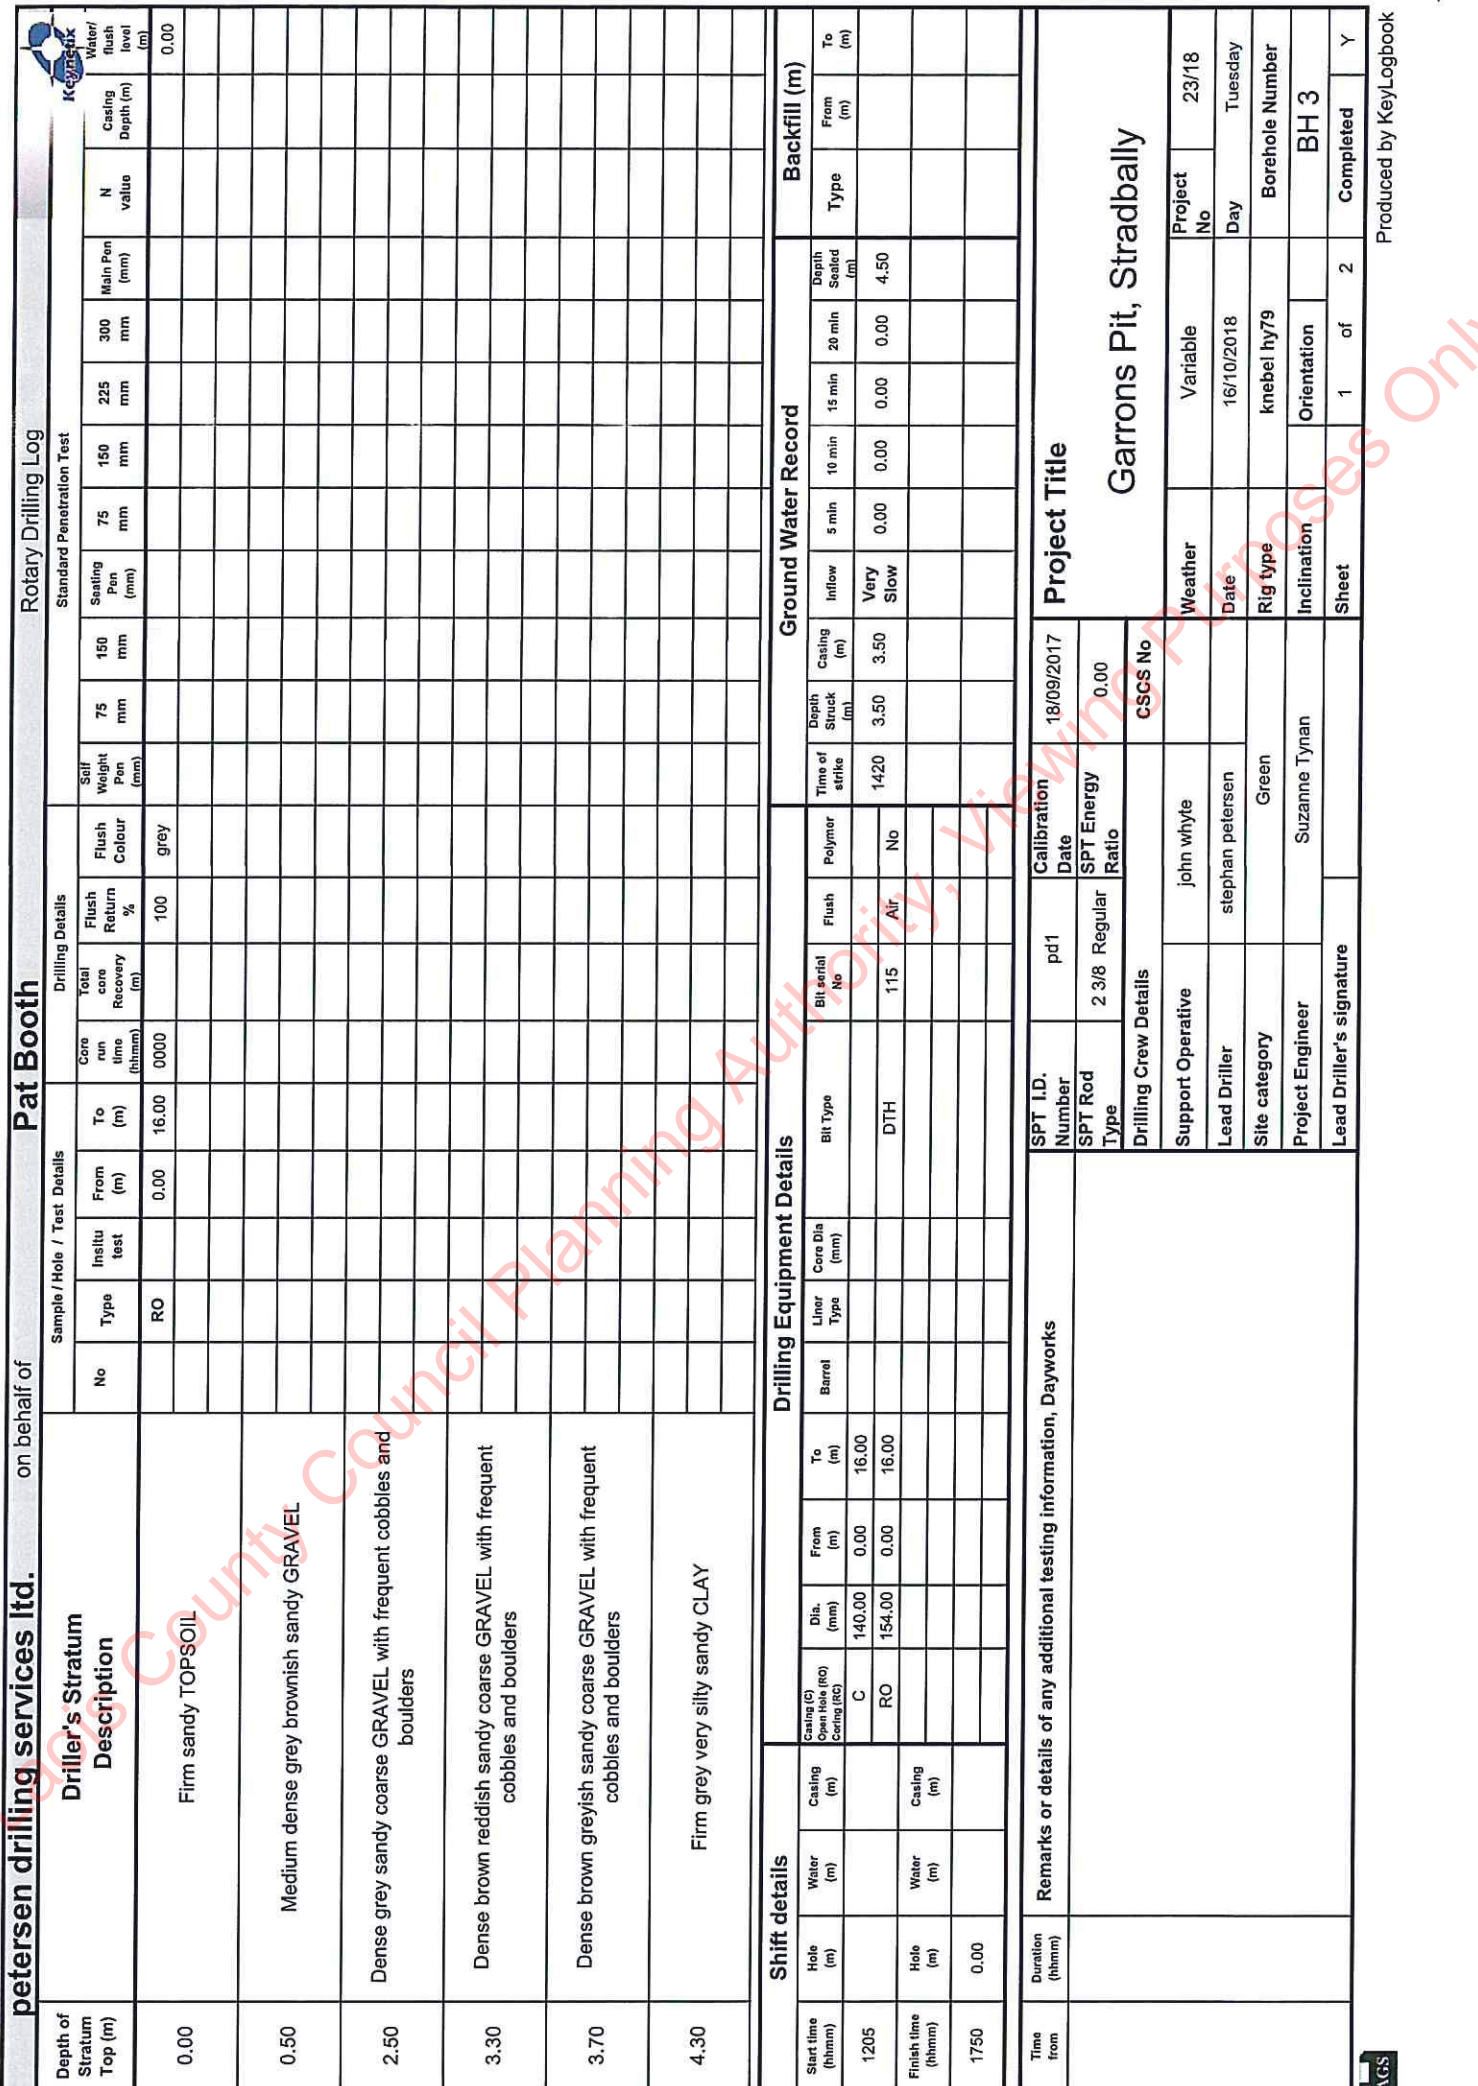 petersen drilling services ltd. on behalf of Pat Booth Rotary Drilling Log
Keynetix
Depth of Stratum Top (m)
Driller's Stratum Description
Sample / Hole / Test Details
Drilling Details
Standard Penetration Test
No
Type
Insitu test
From (m)
To (m)
Core run time (hhmm)
Total core Recovery (m)
Flush Return %
Flush Colour
Self Weight Pen (mm)
75 mm
150 mm
Seating Pen (mm)
75 mm
150 mm
225 mm
300 mm
Main Pen (mm)
N value
Casing Depth (m)
Water/ flush level (m)
0.00 Firm sandy TOPSOIL RO 0.00 16.00 0000 100 grey 0.00
0.50 Medium dense grey brownish sandy GRAVEL
2.50 Dense grey sandy coarse GRAVEL with frequent cobbles and
boulders
3.30 Dense brown reddish sandy coarse GRAVEL with frequent
cobbles and boulders
3.70 Dense brown greyish sandy coarse GRAVEL with frequent
cobbles and boulders
4.30 Firm grey very silty sandy CLAY
Shift details
Start time (hhmm) Hole (m) Water (m) Casing (m)
1205
Finish time (hhmm) Hole (m) Water (m) Casing (m)
1750 0.00
Drilling Equipment Details
Casing (C) Open Hole (RO) Coring (RC)
Dia. (mm)
From (m)
To (m)
Barrel
Liner Type
Core Dia (mm)
Bit Type
Bit serial No
Flush
Polymer
C 140.00 0.00 16.00
RO 154.00 0.00 16.00 DTH 115 Air No
Ground Water Record
Time of strike
Depth Struck (m)
Casing (m)
Inflow
5 min
10 min
15 min
20 min
Depth Sealed (m)
1420 3.50 3.50 Very Slow 0.00 0.00 0.00 0.00 4.50
Backfill (m)
Type
From (m)
To (m)
Time from
Duration (hhmm)
Remarks or details of any additional testing information, Dayworks
SPT I.D. Number pd1
Calibration Date 18/09/2017
SPT Rod Type 2 3/8 Regular
SPT Energy Ratio 0.00
Drilling Crew Details CSCS No
Support Operative john whyte
Lead Driller stephan petersen
Site category Green
Project Engineer Suzanne Tynan
Lead Driller's signature
Project Title
Garrons Pit, Stradbally
Weather Variable Project No 23/18
Date 16/10/2018 Day Tuesday
Rig type knebel hy79 Borehole Number
Inclination Orientation BH 3
Sheet 1 of 2 Completed Y
AGS
Produced by KeyLogbook
Laois County Council Planning Authority, Viewing Purposes Only